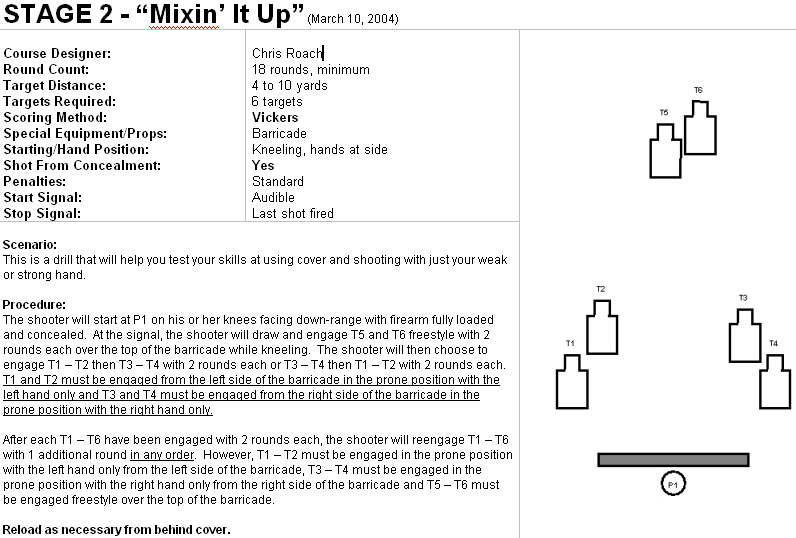 STAGE 2 - “Mixin’ It Up” (March 10, 2004)
Course Designer: Chris Roach
Round Count: 18 rounds, minimum
Target Distance: 4 to 10 yards
Targets Required: 6 targets
Scoring Method: Vickers
Special Equipment/Props: Barricade
Starting/Hand Position: Kneeling, hands at side
Shot From Concealment: Yes
Penalties: Standard
Start Signal: Audible
Stop Signal: Last shot fired
Scenario:
This is a drill that will help you test your skills at using cover and shooting with just your weak
or strong hand.
Procedure:
The shooter will start at P1 on his or her knees facing down-range with firearm fully loaded
and concealed.  At the signal, the shooter will draw and engage T5 and T6 freestyle with 2
rounds each over the top of the barricade while kneeling.  The shooter will then choose to
engage T1 – T2 then T3 – T4 with 2 rounds each or T3 – T4 then T1 – T2 with 2 rounds each.
T1 and T2 must be engaged from the left side of the barricade in the prone position with the
left hand only and T3 and T4 must be engaged from the right side of the barricade in the
prone position with the right hand only.
After each T1 – T6 have been engaged with 2 rounds each, the shooter will reengage T1 – T6
with 1 additional round in any order.  However, T1 – T2 must be engaged in the prone position
with the left hand only from the left side of the barricade, T3 – T4 must be engaged in the
prone position with the right hand only from the right side of the barricade and T5 – T6 must
be engaged freestyle over the top of the barricade.
Reload as necessary from behind cover.
T6
T5
T2
T3
T1
T4
P1